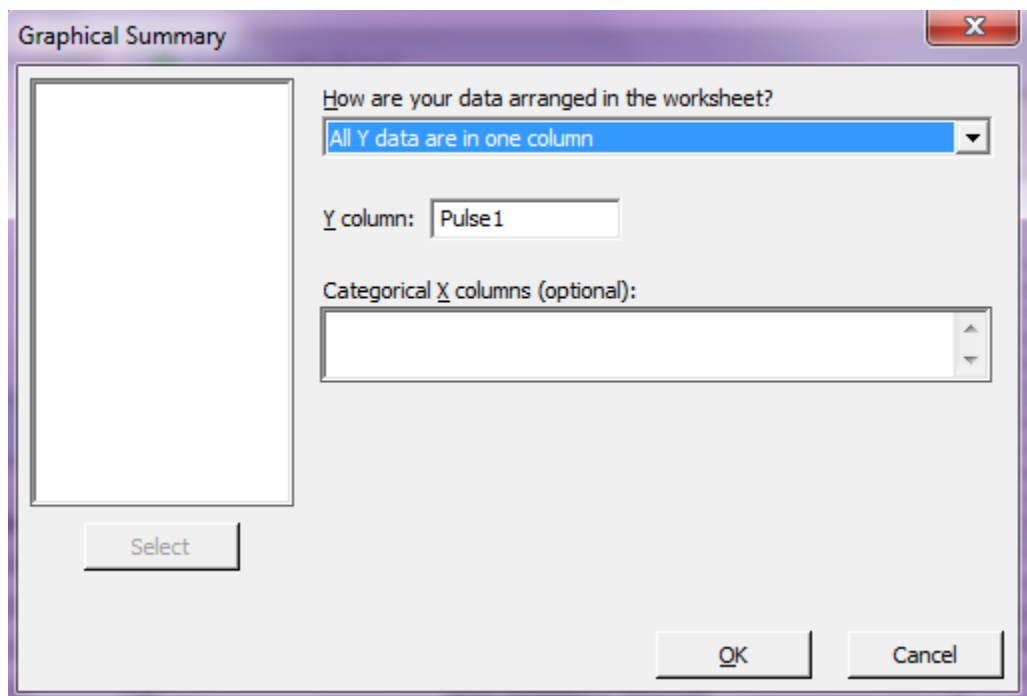 Graphical Summary
How are your data arranged in the worksheet?
All Y data are in one column
Y column: Pulse1
Categorical X columns (optional):
Select
OK Cancel